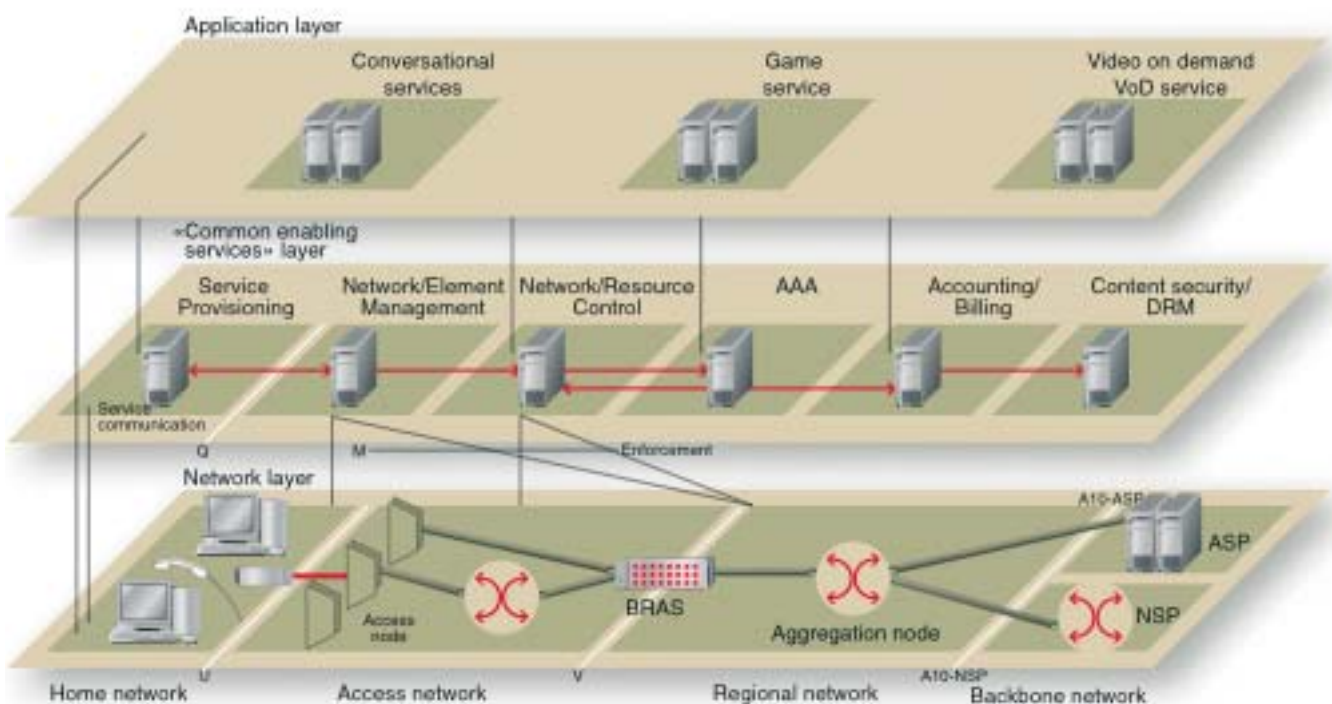 Application layer
Conversational
services
Game
service
Video on demand
VoD service
«Common enabling
services» layer
Service
Provisioning
Network/Element
Management
Network/Resource
Control
AAA
Accounting/
Billing
Content security/
DRM
Service
communication
Q
M
Enforcement
Network layer
A10-ASP
ASP
Access
node
BRAS
Aggregation node
NSP
U
V
A10-NSP
Home network
Access network
Regional network
Backbone network